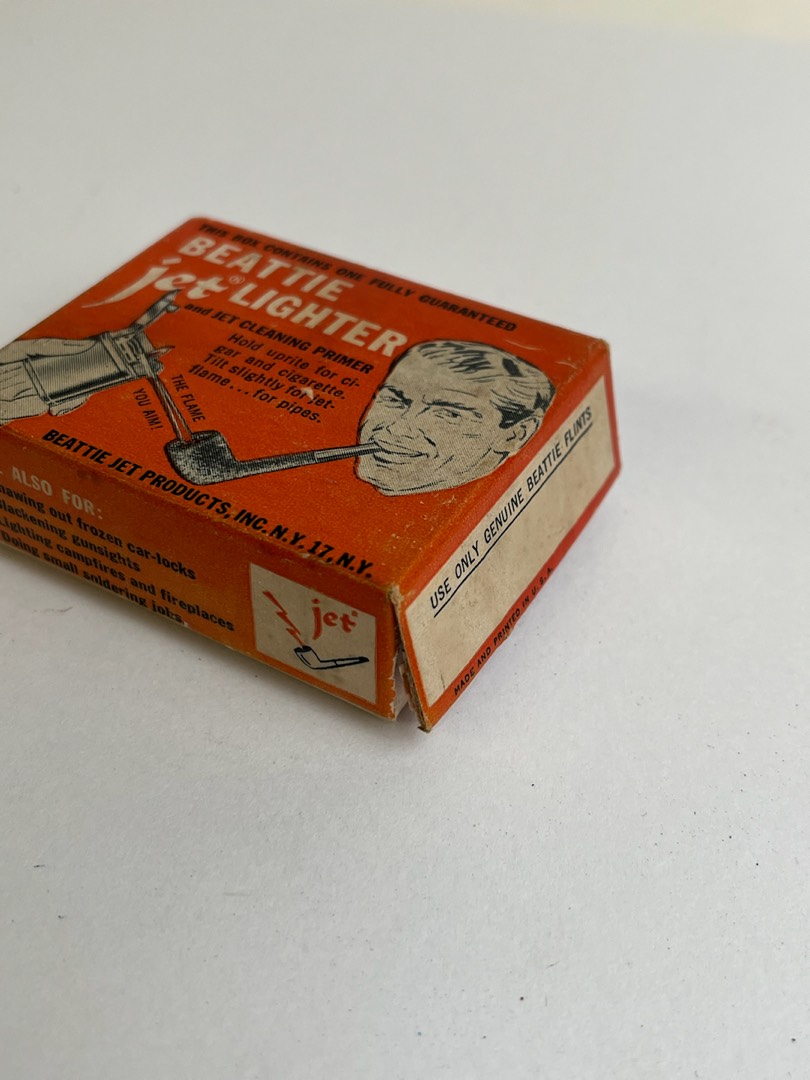 THIS BOX CONTAINS ONE FULLY GUARANTEED
BEATTIE
jet® LIGHTER
and JET CLEANING PRIMER
Hold uprite for ci-
gar and cigarette.
Tilt slightly for jet-
flame... for pipes.
THE FLAME
YOU AIM!
BEATTIE JET PRODUCTS, INC. N.Y. 17, N.Y.
ALSO FOR:
hawing out frozen car-locks
lackening gunsights
Lighting campfires and fireplaces
Doing small soldering jobs.
jet
USE ONLY GENUINE BEATTIE FLINTS
MADE AND PRINTED IN U.S.A.